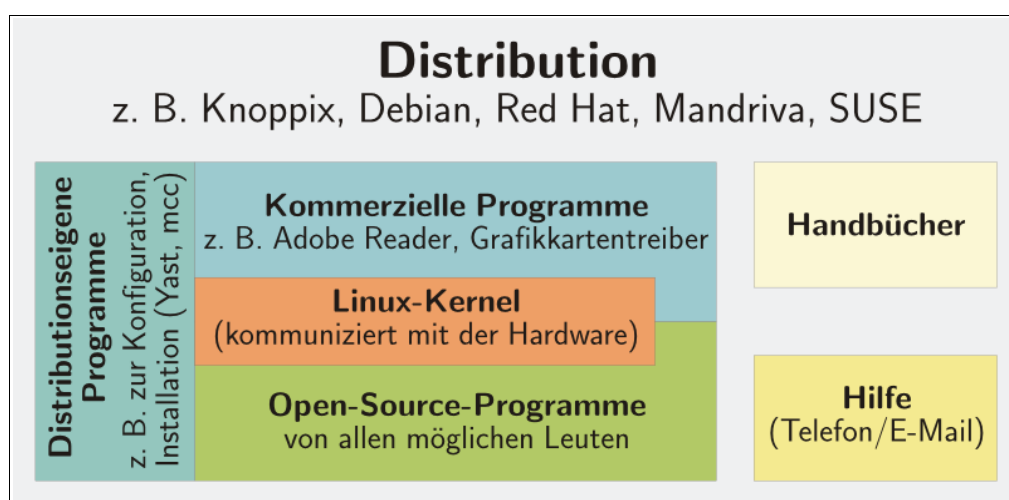 Distribution
z. B. Knoppix, Debian, Red Hat, Mandriva, SUSE
Distributionseigene
Programme
z. B. zur Konfiguration,
Installation (Yast, mcc)
Kommerzielle Programme
z. B. Adobe Reader, Grafikkartentreiber
Linux-Kernel
(kommuniziert mit der Hardware)
Open-Source-Programme
von allen möglichen Leuten
Handbücher
Hilfe
(Telefon/E-Mail)